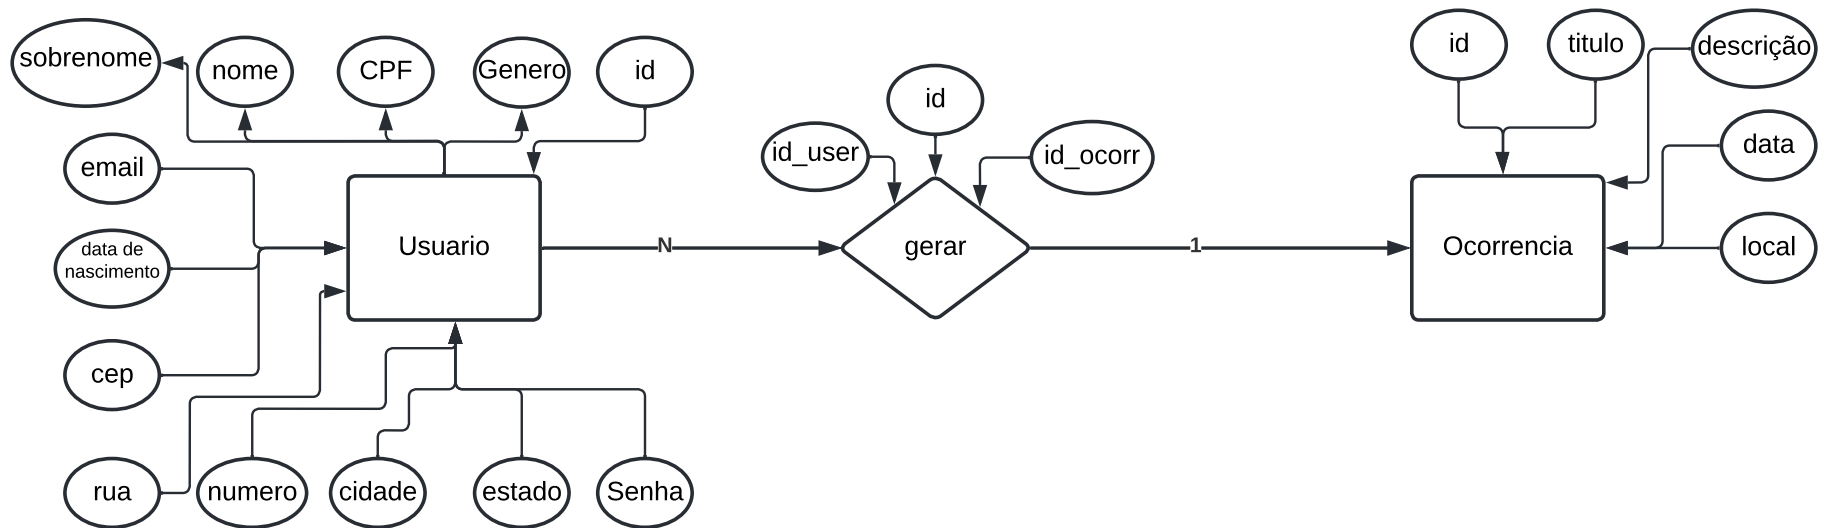 sobrenome
nome
CPF
Genero
id
id
id
titulo
descrição
email
id_user
id_ocorr
data
data de
nascimento
Usuario
N
gerar
1
Ocorrencia
local
cep
rua
numero
cidade
estado
Senha